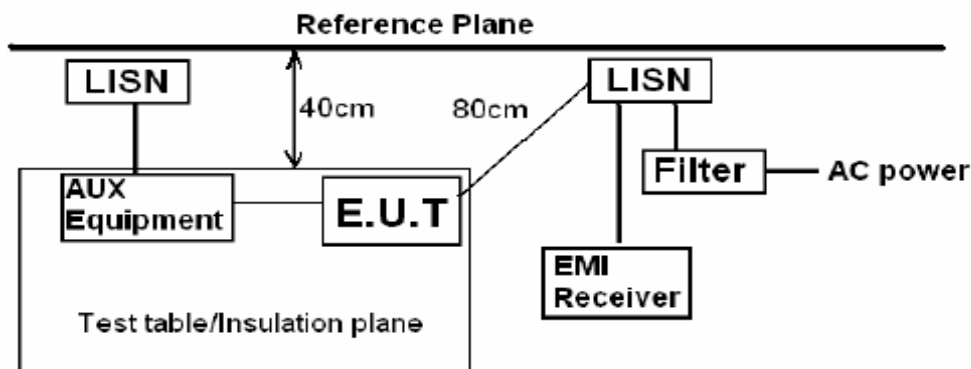 Reference Plane
LISN
40cm
80cm
LISN
Filter
AC power
AUX
Equipment
E.U.T
EMI
Receiver
Test table/Insulation plane